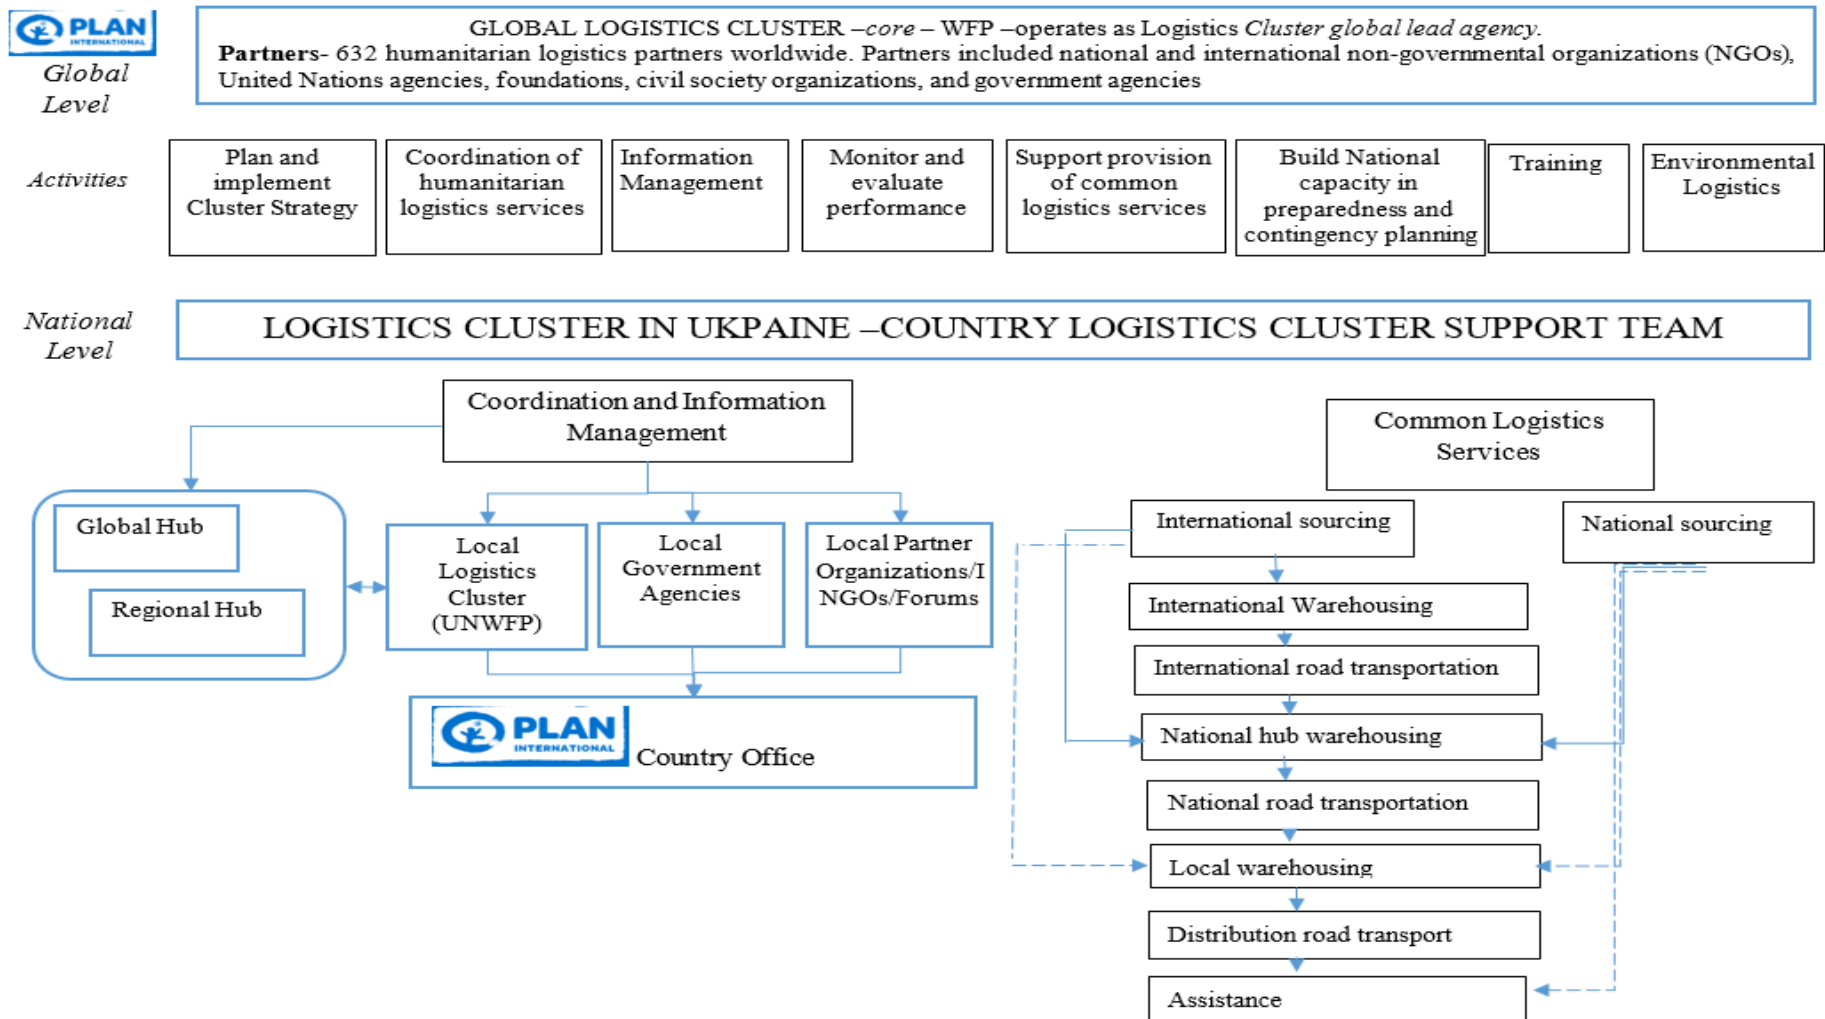 PLAN
INTERNATIONAL
Global
Level
GLOBAL LOGISTICS CLUSTER –core – WFP –operates as Logistics Cluster global lead agency.
Partners- 632 humanitarian logistics partners worldwide. Partners included national and international non-governmental organizations (NGOs),
United Nations agencies, foundations, civil society organizations, and government agencies
Activities
Plan and
implement
Cluster Strategy
Coordination of
humanitarian
logistics services
Information
Management
Monitor and
evaluate
performance
Support provision
of common
logistics services
Build National
capacity in
preparedness and
contingency planning
Training
Environmental
Logistics
National
Level
LOGISTICS CLUSTER IN UKPAINE –COUNTRY LOGISTICS CLUSTER SUPPORT TEAM
Coordination and Information
Management
Global Hub
Regional Hub
Local
Logistics
Cluster
(UNWFP)
Local
Government
Agencies
Local Partner
Organizations/I
NGOs/Forums
PLAN
INTERNATIONAL
Country Office
Common Logistics
Services
International sourcing
National sourcing
International Warehousing
International road transportation
National hub warehousing
National road transportation
Local warehousing
Distribution road transport
Assistance